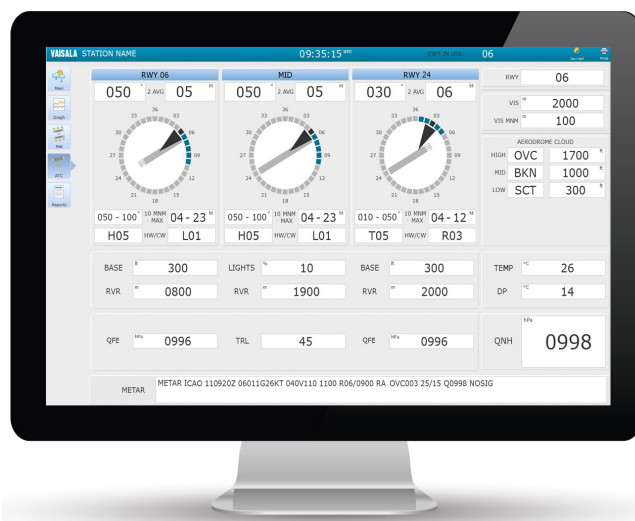 VAISALA STATION NAME 09:35:15 UTC RWY IN USE 06
Main
Graph
Met
ATC
Reports
RWY 06
050 ° 2 AVG 05 kt
36
33 03
30 06
27 09
24 12
21 15
18
050 - 100 ° 10 MNM - MAX 04 - 23 kt
H05 HW/CW L01
MID
050 ° 2 AVG 05 kt
36
33 03
30 06
27 09
24 12
21 15
18
050 - 100 ° 10 MNM - MAX 04 - 23 kt
H05 HW/CW L01
RWY 24
030 ° 2 AVG 06 kt
36
33 03
30 06
27 09
24 12
21 15
18
010 - 050 ° 10 MNM - MAX 04 - 12 kt
T05 HW/CW R03
RWY 06
VIS m 2000
VIS MNM m 100
AERODROME CLOUD
HIGH OVC 1700 ft
MID BKN 1000 ft
LOW SCT 300 ft
BASE ft 300 LIGHTS % 10 BASE ft 300
RVR m 0800 RVR m 1900 RVR m 2000
TEMP °C 26
DP °C 14
QFE hPa 0996 TRL 45 QFE hPa 0996
QNH hPa 0998
METAR METAR ICAO 110920Z 06011G26KT 040V110 1100 R06/0900 RA OVC003 25/15 Q0998 NOSIG